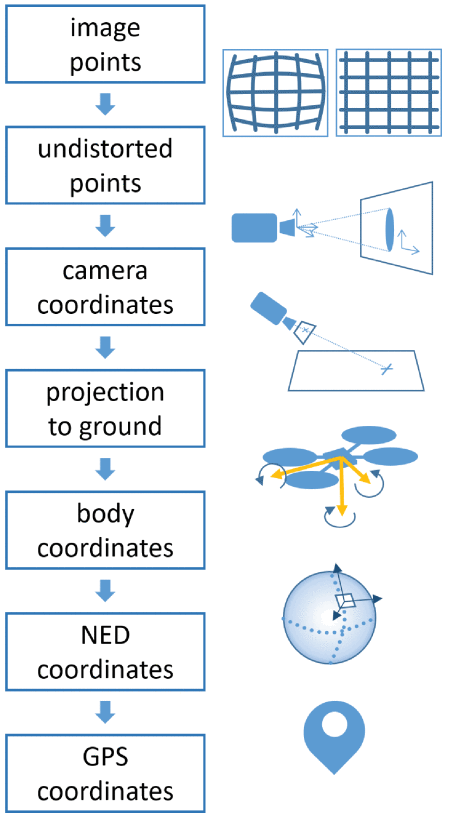 image
points
undistorted
points
camera
coordinates
projection
to ground
body
coordinates
NED
coordinates
GPS
coordinates